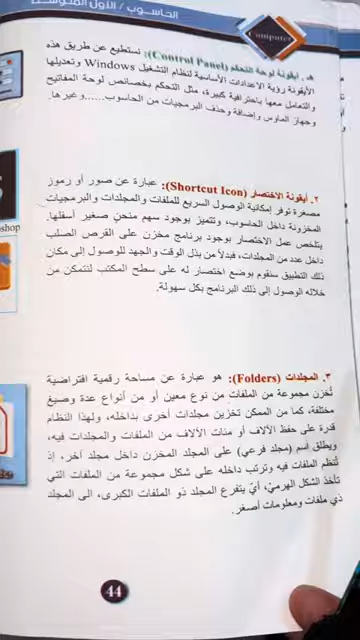 الحاسوب / الأول المتوسط
Computer
هـ. أيقونة لوحة التحكم (Control Panel): نستطيع عن طريق هذه
الأيقونة رؤية الاعدادات الأساسية لنظام التشغيل Windows وتعديلها
والتعامل معها باحترافية كبيرة، مثل التحكم بخصائص لوحة المفاتيح
وجهاز الماوس وإضافة وحذف البرمجيات من الحاسوب......وغيرها.
٢. أيقونة الاختصار (Shortcut Icon): عبارة عن صور أو رموز
مصغرة توفر إمكانية الوصول السريع للملفات والمجلدات والبرمجيات
المخزونة داخل الحاسوب، وتتميز بوجود سهم منحنٍ صغير أسفلها.
يتلخص عمل الاختصار بوجود برنامج مخزن على القرص الصلب
داخل عدد من المجلدات، فبدلاً من بذل الوقت والجهد للوصول إلى مكان
ذلك التطبيق سنقوم بوضع اختصار له على سطح المكتب لنتمكن من
خلاله الوصول إلى ذلك البرنامج بكل سهولة.
shop
٣. المجلدات (Folders): هو عبارة عن مساحة رقمية افتراضية
تُخزن مجموعة من الملفات من نوع معين أو من أنواع عدة وصيغ
مختلفة، كما من الممكن تخزين مجلدات أخرى بداخله، ولهذا النظام
قدرة على حفظ الآلاف أو مئات الآلاف من الملفات والمجلدات فيه،
ويطلق اسم (مجلد فرعي) على المجلد المخزن داخل مجلد آخر، إذ
تُنظم الملفات فيه وترتب داخله على شكل مجموعة من الملفات التي
تأخذ الشكل الهرمي، أيّ يتفرع المجلد ذو الملفات الكبرى، الى المجلد
ذي ملفات ومعلومات أصغر.
44